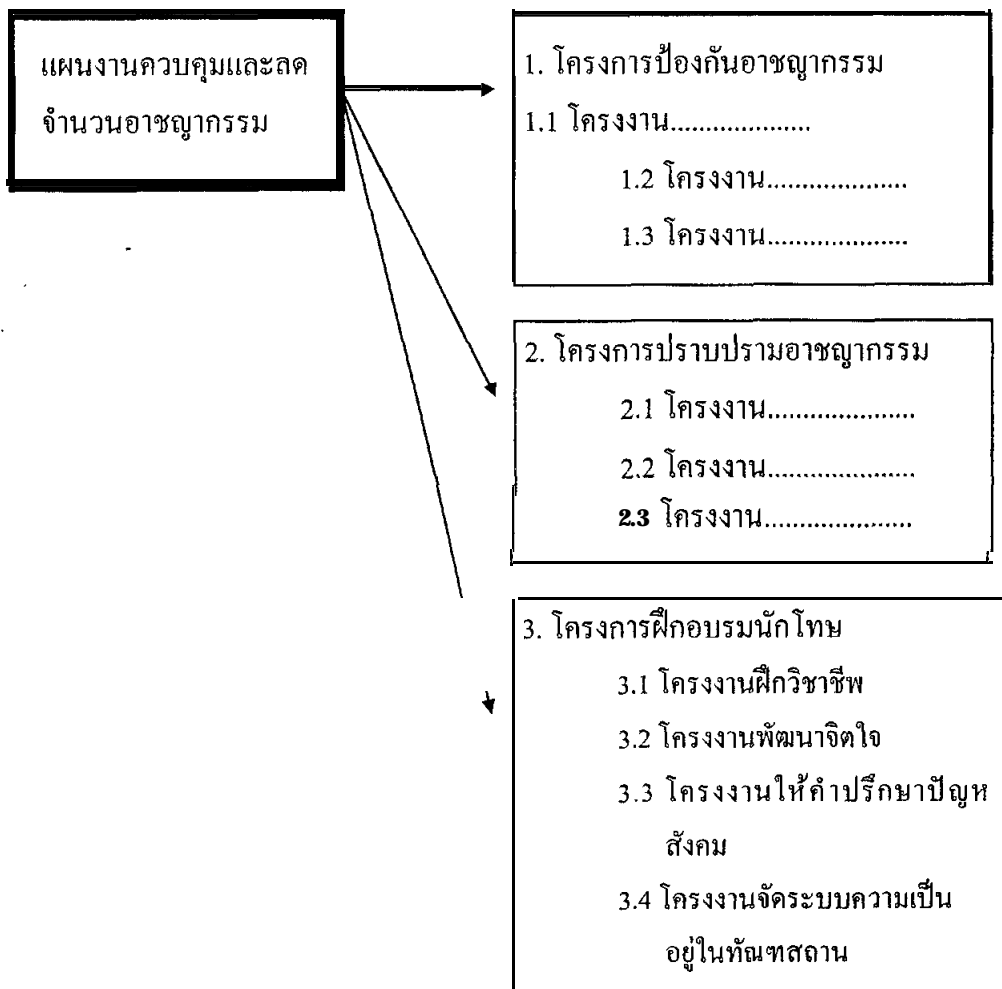 แผนงานควบคุมและลด
จำนวนอาชญากรรม
1. โครงการป้องกันอาชญากรรม
1.1 โครงงาน....................
1.2 โครงงาน....................
1.3 โครงงาน....................
2. โครงการปราบปรามอาชญากรรม
2.1 โครงงาน.....................
2.2 โครงงาน.....................
2.3 โครงงาน.....................
3. โครงการฝึกอบรมนักโทษ
3.1 โครงงานฝึกวิชาชีพ
3.2 โครงงานพัฒนาจิตใจ
3.3 โครงงานให้คำปรึกษาปัญห
สังคม
3.4 โครงงานจัดระบบความเป็น
อยู่ในทัณฑสถาน